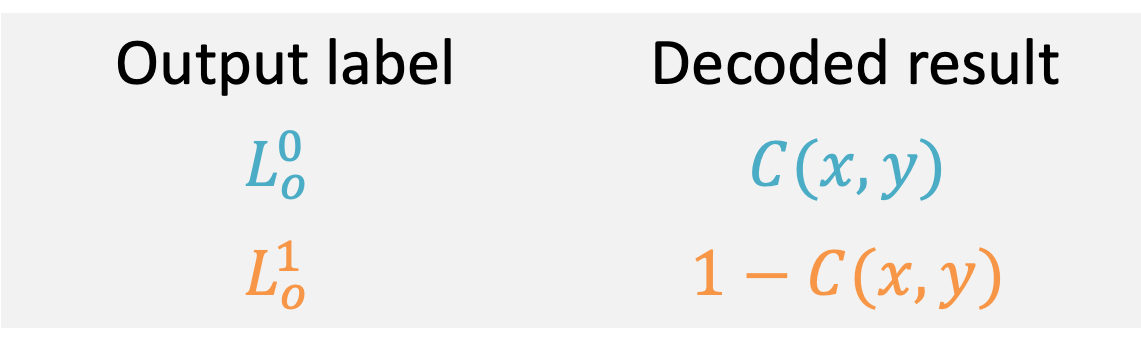 Output label Decoded result
L_o^0 C(x, y)
L_o^1 1 − C(x, y)